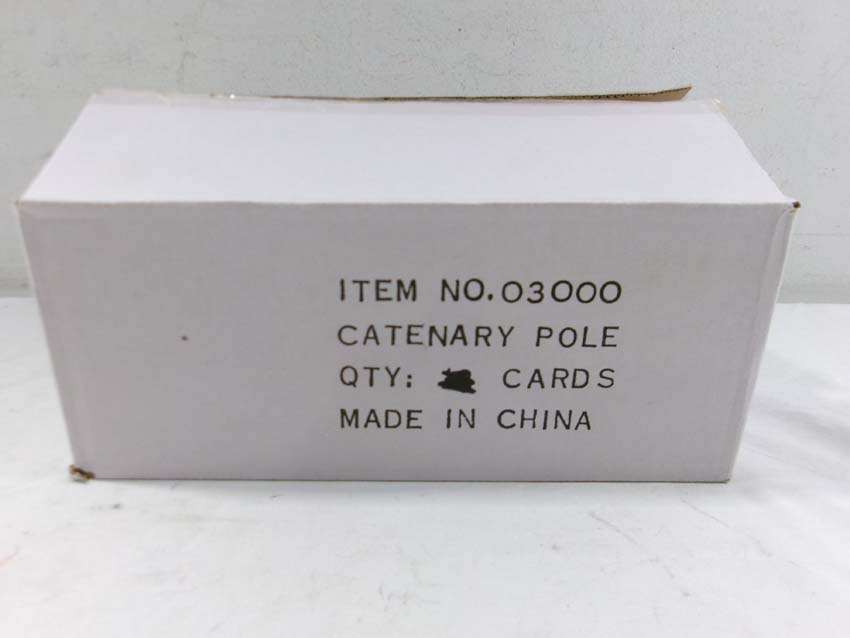 ITEM NO. 03000
CATENARY POLE
QTY: CARDS
MADE IN CHINA